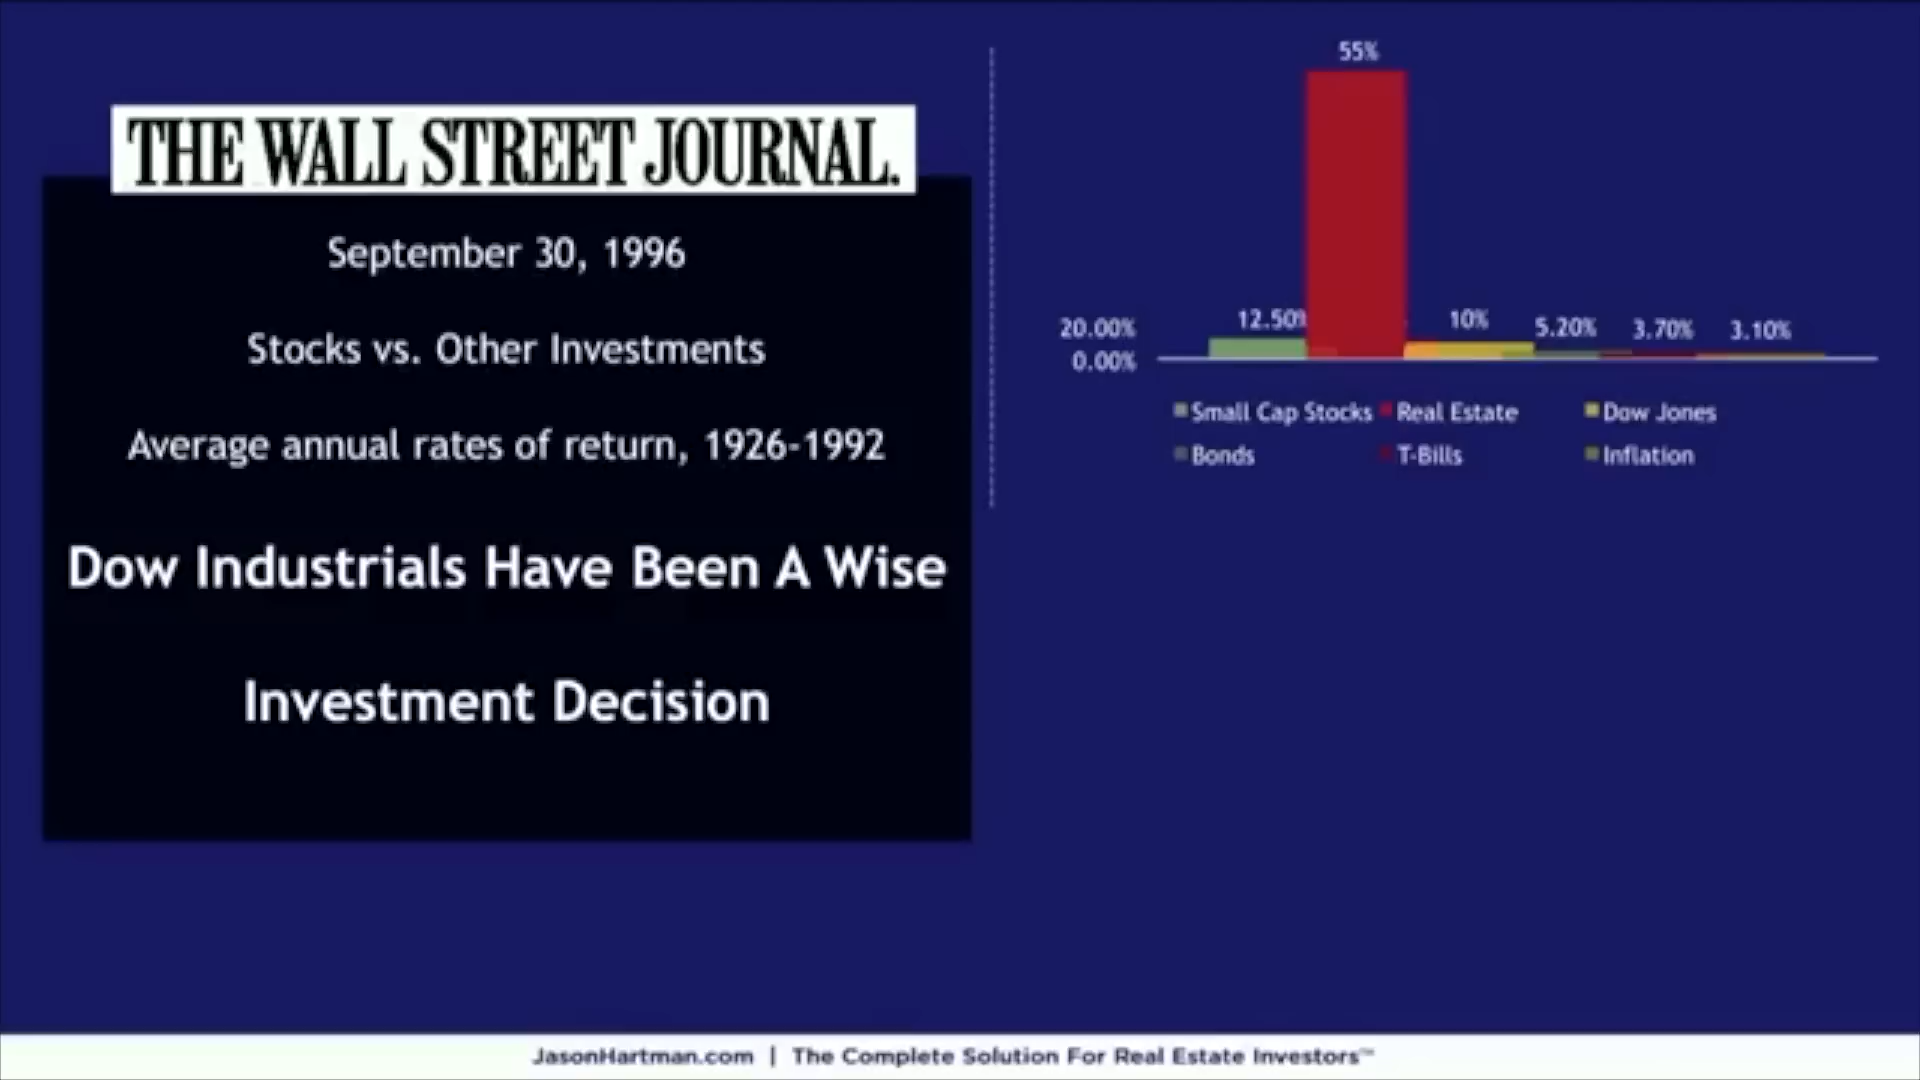 THE WALL STREET JOURNAL.
September 30, 1996
Stocks vs. Other Investments
Average annual rates of return, 1926-1992
Dow Industrials Have Been A Wise
Investment Decision
55%
12.50%
10%
5.20%
3.70%
3.10%
20.00%
0.00%
Small Cap Stocks Real Estate Dow Jones
Bonds T-Bills Inflation
JasonHartman.com | The Complete Solution For Real Estate Investors™